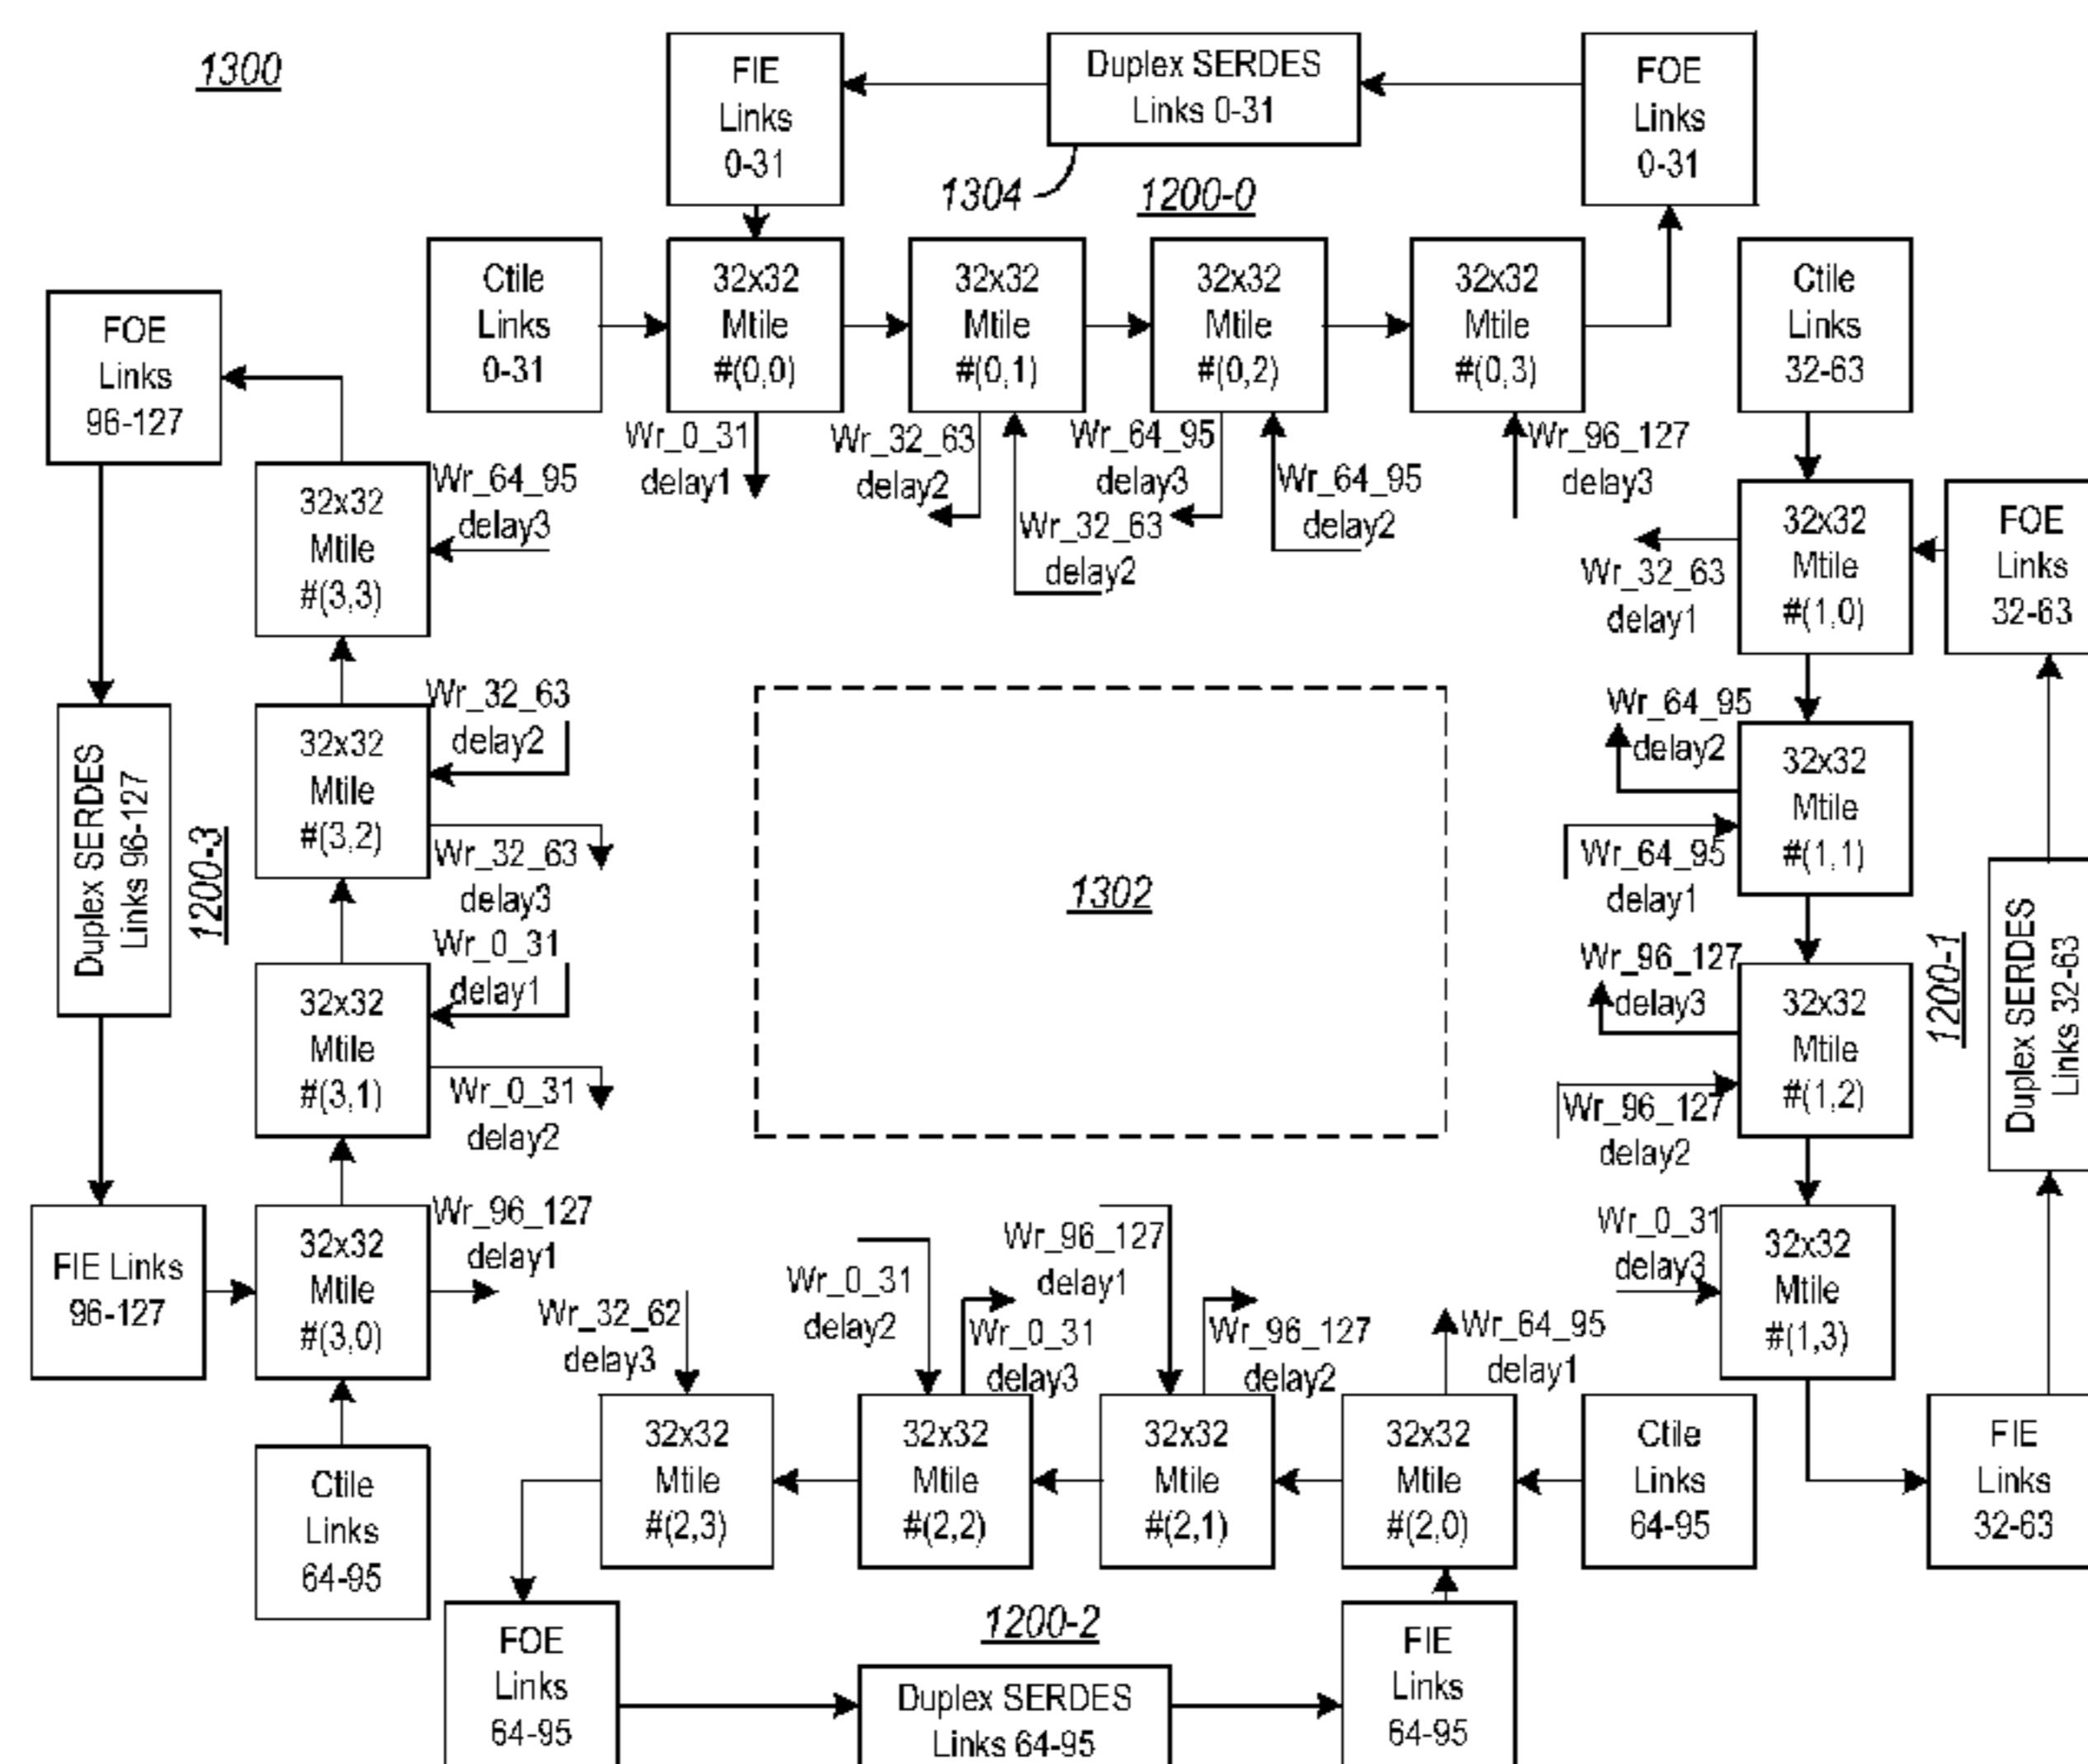 1300
FIE
Links
0-31
Duplex SERDES
Links 0-31
FOE
Links
0-31
1304
1200-0
Ctile
Links
0-31
32x32
Mtile
#(0,0)
32x32
Mtile
#(0,1)
32x32
Mtile
#(0,2)
32x32
Mtile
#(0,3)
Ctile
Links
32-63
FOE
Links
96-127
Wr_0_31
delay1
Wr_32_63
delay2
Wr_32_63
delay2
Wr_64_95
delay3
Wr_64_95
delay2
Wr_96_127
delay3
32x32
Mtile
#(3,3)
Wr_64_95
delay3
32x32
Mtile
#(1,0)
Wr_32_63
delay1
FOE
Links
32-63
32x32
Mtile
#(3,2)
Wr_32_63
delay2
Wr_32_63
delay3
1302
Wr_64_95
delay2
Wr_64_95
delay1
32x32
Mtile
#(1,1)
Duplex SERDES
Links 96-127
1200-3
32x32
Mtile
#(3,1)
Wr_0_31
delay1
Wr_0_31
delay2
Wr_96_127
delay3
Wr_96_127
delay2
32x32
Mtile
#(1,2)
1200-1
Duplex SERDES
Links 32-63
FIE Links
96-127
32x32
Mtile
#(3,0)
Wr_96_127
delay1
Wr_32_62
delay3
Wr_0_31
delay2
Wr_0_31
delay3
Wr_96_127
delay1
Wr_96_127
delay2
Wr_64_95
delay1
Wr_0_31
delay3
32x32
Mtile
#(1,3)
Ctile
Links
64-95
32x32
Mtile
#(2,3)
32x32
Mtile
#(2,2)
32x32
Mtile
#(2,1)
32x32
Mtile
#(2,0)
Ctile
Links
64-95
FIE
Links
32-63
FOE
Links
64-95
1200-2
Duplex SERDES
Links 64-95
FIE
Links
64-95